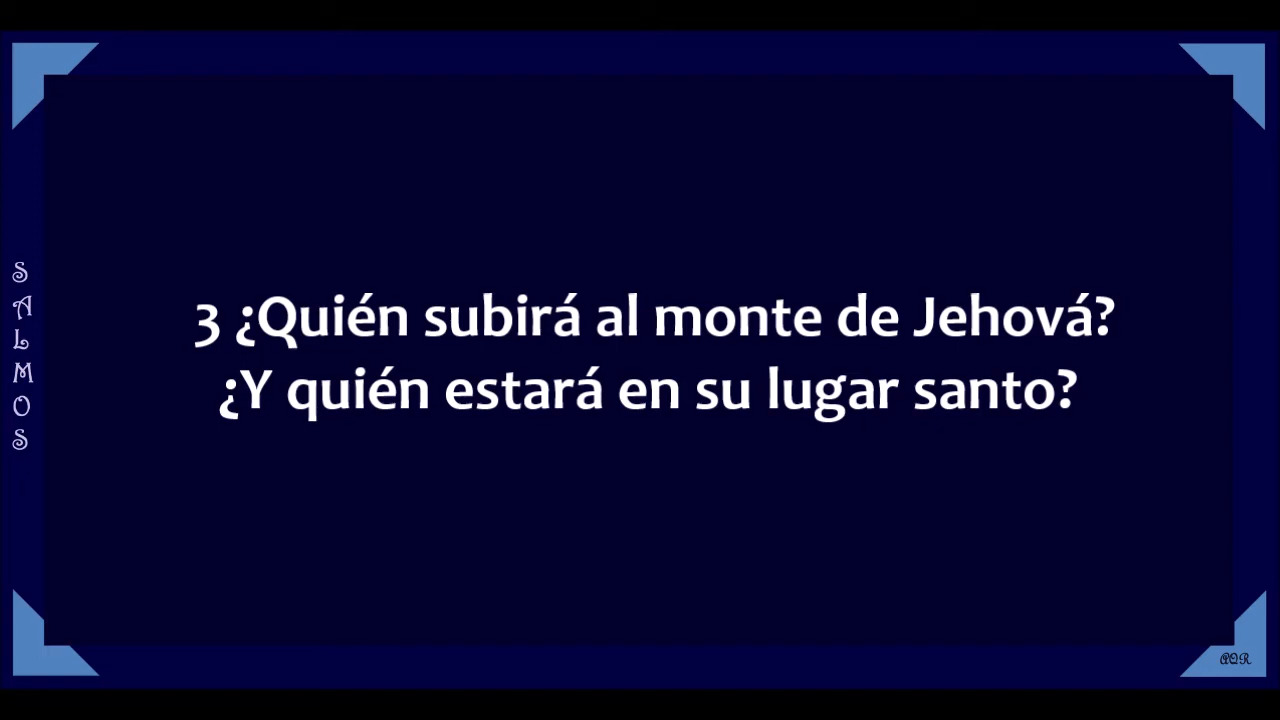 SALMOS
3 ¿Quién subirá al monte de Jehová?
¿Y quién estará en su lugar santo?